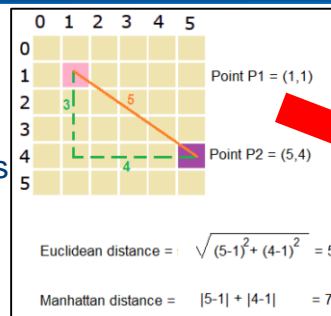 0 1 2 3 4 5
0
1 Point P1 = (1,1)
5
2 3
3
4 Point P2 = (5,4)
4
5
Euclidean distance = √(5-1)²+ (4-1)² = 5
Manhattan distance = |5-1| + |4-1| = 7